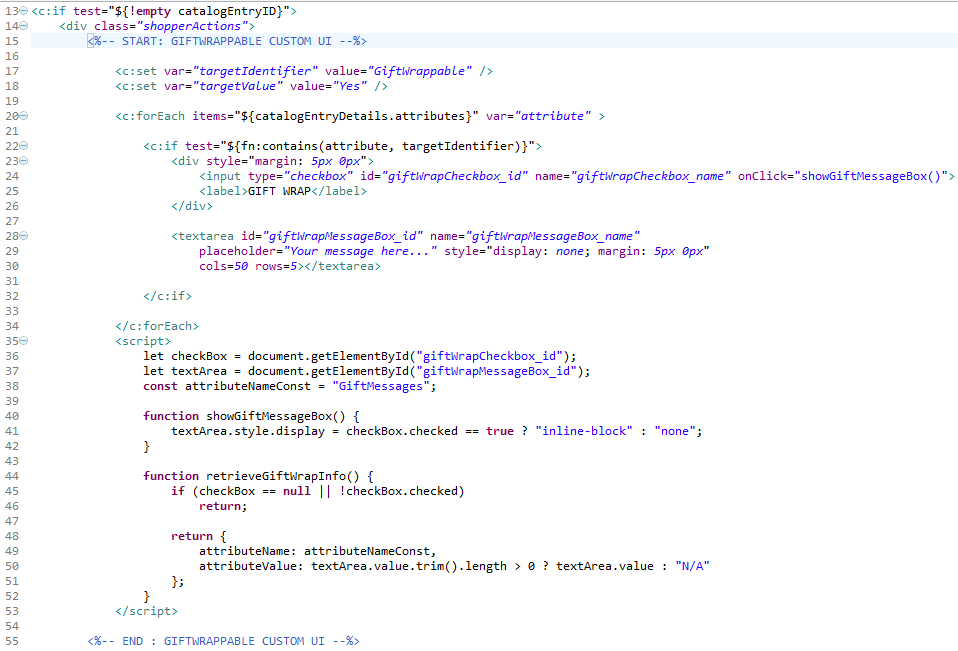 13 <c:if test="${!empty catalogEntryID}">
14 <div class="shopperActions">
15 <%-- START: GIFTWRAPPABLE CUSTOM UI --%>
16
17 <c:set var="targetIdentifier" value="GiftWrappable" />
18 <c:set var="targetValue" value="Yes" />
19
20 <c:forEach items="${catalogEntryDetails.attributes}" var="attribute" >
21
22 <c:if test="${fn:contains(attribute, targetIdentifier)}">
23 <div style="margin: 5px 0px">
24 <input type="checkbox" id="giftWrapCheckbox_id" name="giftWrapCheckbox_name" onClick="showGiftMessageBox()">
25 <label>GIFT WRAP</label>
26 </div>
27
28 <textarea id="giftWrapMessageBox_id" name="giftWrapMessageBox_name"
29 placeholder="Your message here..." style="display: none; margin: 5px 0px"
30 cols=50 rows=5></textarea>
31
32 </c:if>
33
34 </c:forEach>
35 <script>
36 let checkBox = document.getElementById("giftWrapCheckbox_id");
37 let textArea = document.getElementById("giftWrapMessageBox_id");
38 const attributeNameConst = "GiftMessages";
39
40 function showGiftMessageBox() {
41 textArea.style.display = checkBox.checked == true ? "inline-block" : "none";
42 }
43
44 function retrieveGiftWrapInfo() {
45 if (checkBox == null || !checkBox.checked)
46 return;
47
48 return {
49 attributeName: attributeNameConst,
50 attributeValue: textArea.value.trim().length > 0 ? textArea.value : "N/A"
51 };
52 }
53 </script>
54
55 <%-- END : GIFTWRAPPABLE CUSTOM UI --%>